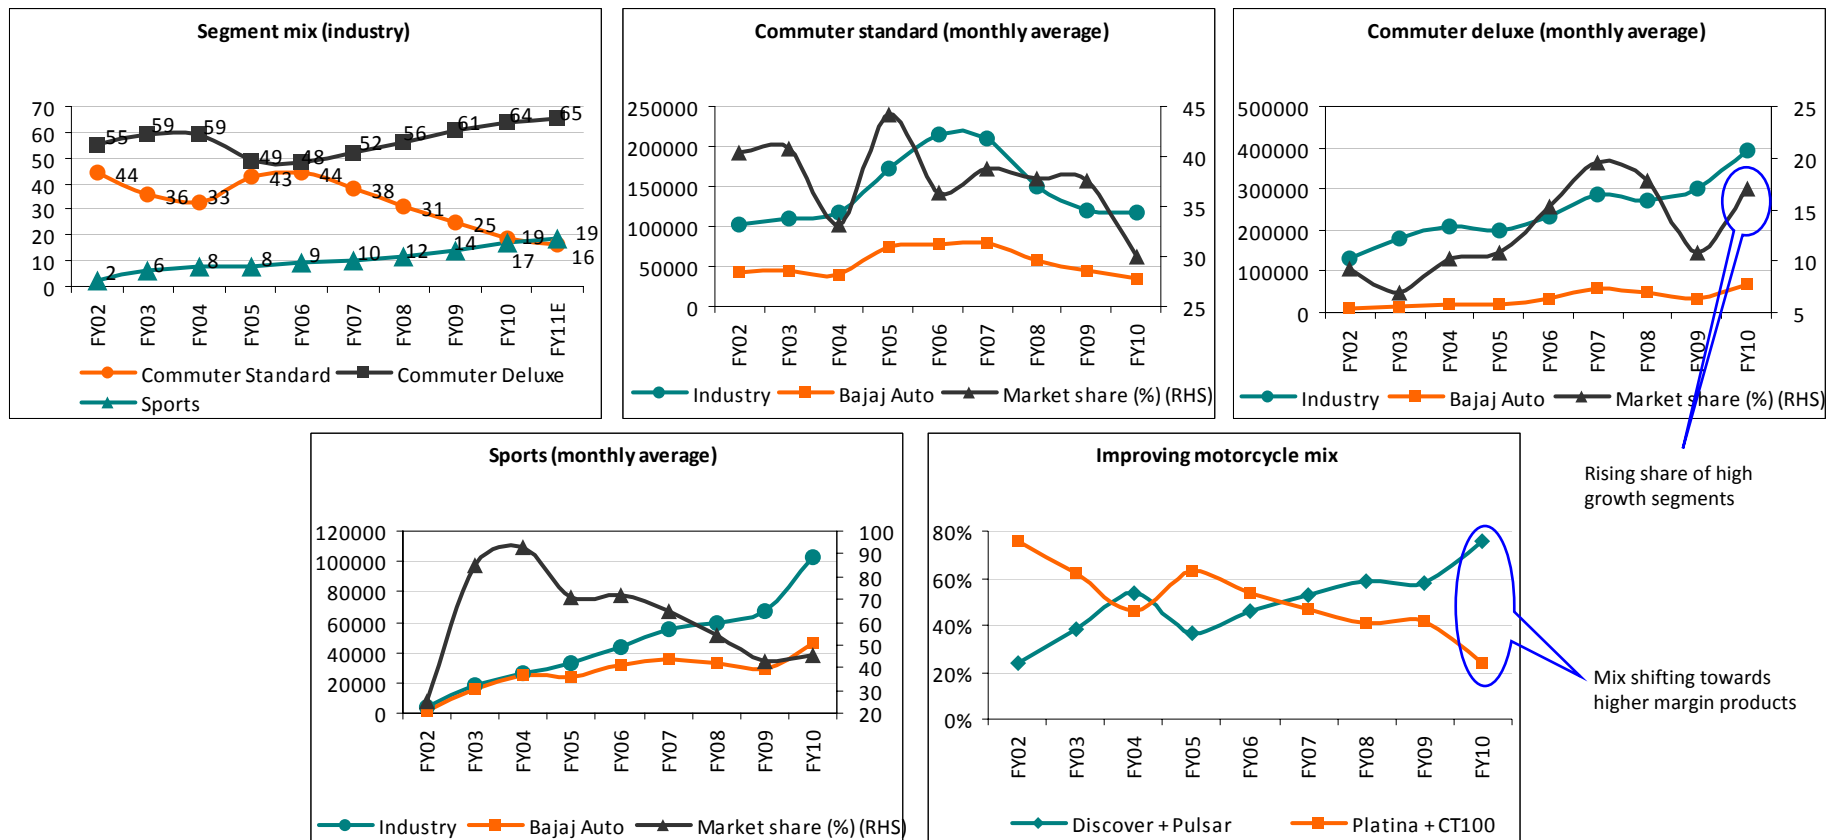 Segment mix (industry)
70
60
50
40
30
20
10
0
55
59
59
49
48
52
56
61
64
65
44
36
33
43
44
38
31
25
19
16
2
6
8
8
9
10
12
14
17
19
FY02
FY03
FY04
FY05
FY06
FY07
FY08
FY09
FY10
FY11E
Commuter Standard
Commuter Deluxe
Sports
Commuter standard (monthly average)
250000
200000
150000
100000
50000
0
45
40
35
30
25
FY02
FY03
FY04
FY05
FY06
FY07
FY08
FY09
FY10
Industry
Bajaj Auto
Market share (%) (RHS)
Commuter deluxe (monthly average)
500000
400000
300000
200000
100000
0
25
20
15
10
5
FY02
FY03
FY04
FY05
FY06
FY07
FY08
FY09
FY10
Industry
Bajaj Auto
Market share (%) (RHS)
Rising share of high
growth segments
Sports (monthly average)
120000
100000
80000
60000
40000
20000
0
100
90
80
70
60
50
40
30
20
FY02
FY03
FY04
FY05
FY06
FY07
FY08
FY09
FY10
Industry
Bajaj Auto
Market share (%) (RHS)
Improving motorcycle mix
80%
60%
40%
20%
0%
FY02
FY03
FY04
FY05
FY06
FY07
FY08
FY09
FY10
Discover + Pulsar
Platina + CT100
Mix shifting towards
higher margin products